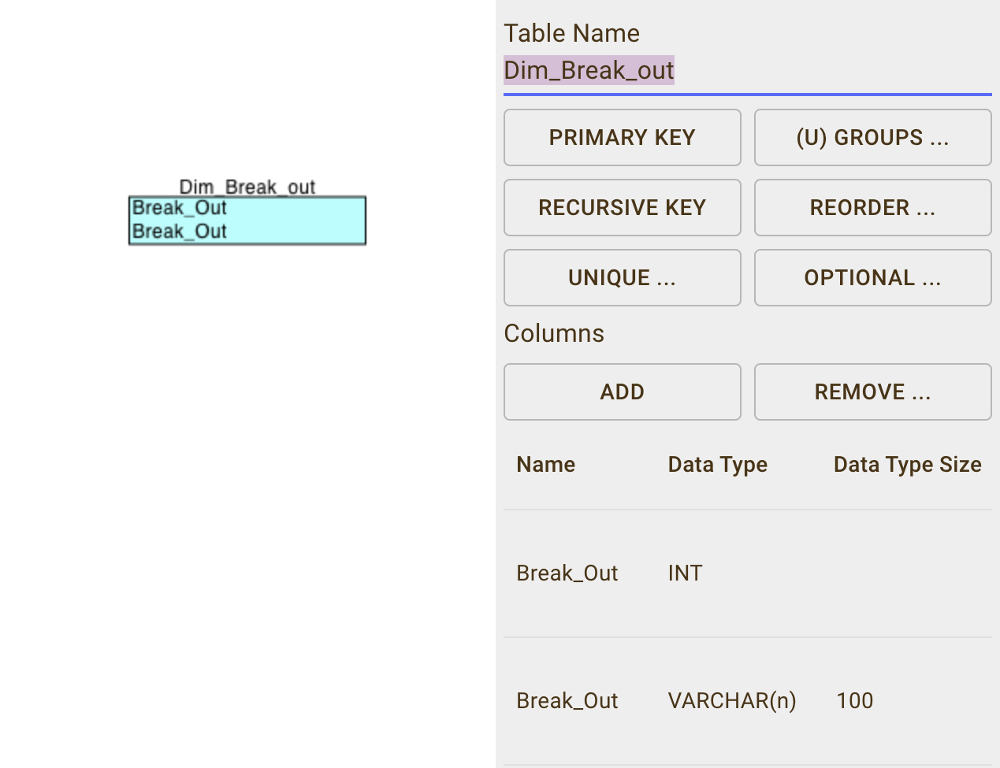 Dim_Break_out
Break_Out
Break_Out
Table Name
Dim_Break_out
PRIMARY KEY
(U) GROUPS ...
RECURSIVE KEY
REORDER ...
UNIQUE ...
OPTIONAL ...
Columns
ADD
REMOVE ...
Name Data Type Data Type Size
Break_Out INT
Break_Out VARCHAR(n) 100